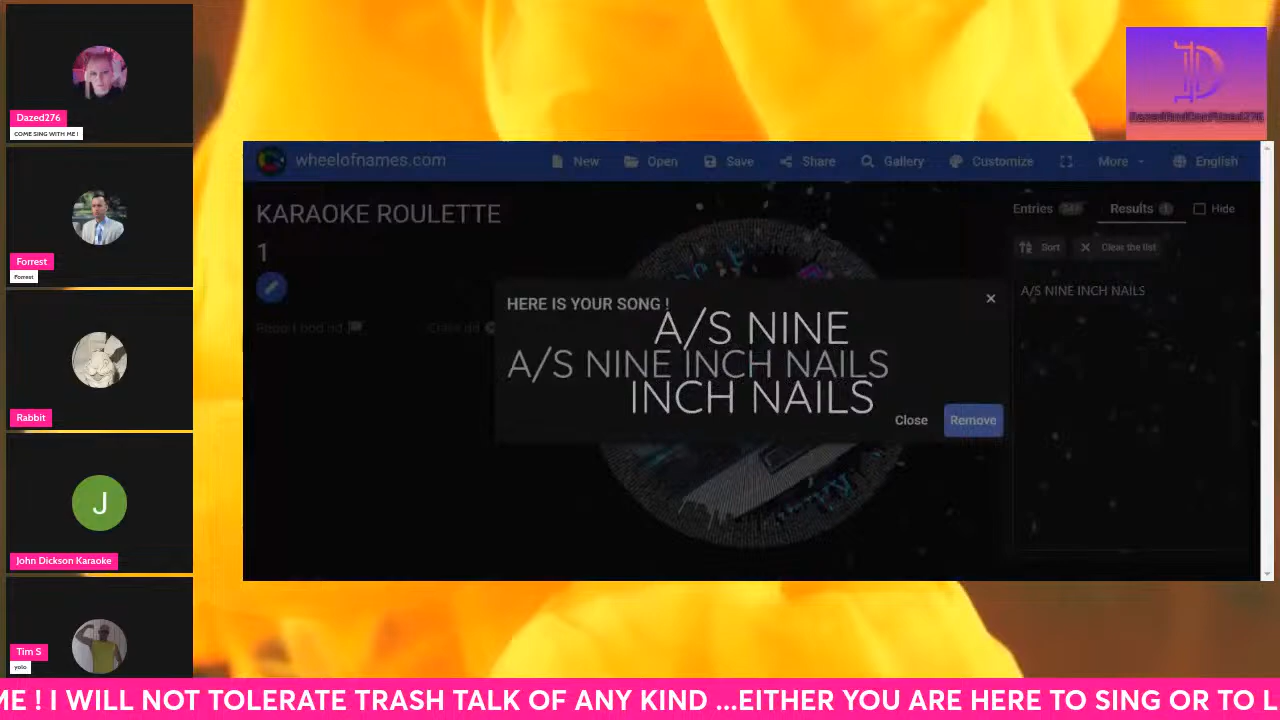 Dazed276
COME SING WITH ME !
Forrest
Forrest
Rabbit
J
John Dickson Karaoke
Tim S
yolo
wheelofnames.com
New
Open
Save
Share
Gallery
Customize
More
English
KARAOKE ROULETTE
1
Entries
Results 1
Hide
Sort
Clear the list
A/S NINE INCH NAILS
HERE IS YOUR SONG !
A/S NINE
A/S NINE INCH NAILS
INCH NAILS
Close
Remove
ME ! I WILL NOT TOLERATE TRASH TALK OF ANY KIND ...EITHER YOU ARE HERE TO SING OR TO L